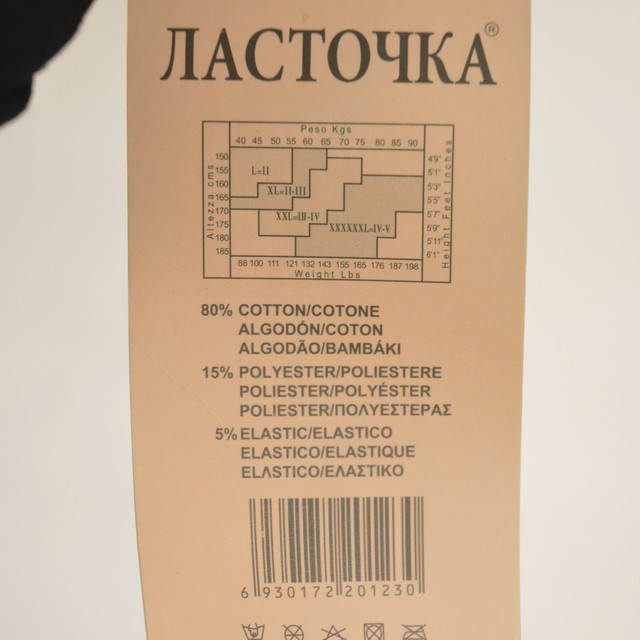 ЛАСТОЧКА®
Peso Kgs
40 45 50 55 60 65 70 75 80 85 90
Altezza cms
150
155
160
165
170
175
180
185
L=II
XL=II-III
XXL=III-IV
XXXXXXL=IV-V
4'9"
5'1"
5'3"
5'5"
5'7"
5'9"
5'11"
6'1"
Height Feet Inches
88 100 111 121 132 143 155 165 176 187 198
Weight Lbs
80% COTTON/COTONE
ALGODÓN/COTON
ALGODÃO/BAMBÁKI
15% POLYESTER/POLIESTERE
POLIESTER/POLYÉSTER
POLIESTER/ΠΟΛΥΕΣΤΕΡΑΣ
5% ELASTIC/ELASTICO
ELASTICO/ELASTIQUE
ELΛSTICO/ΕΛΑΣΤΙΚΟ
6 930172 201230